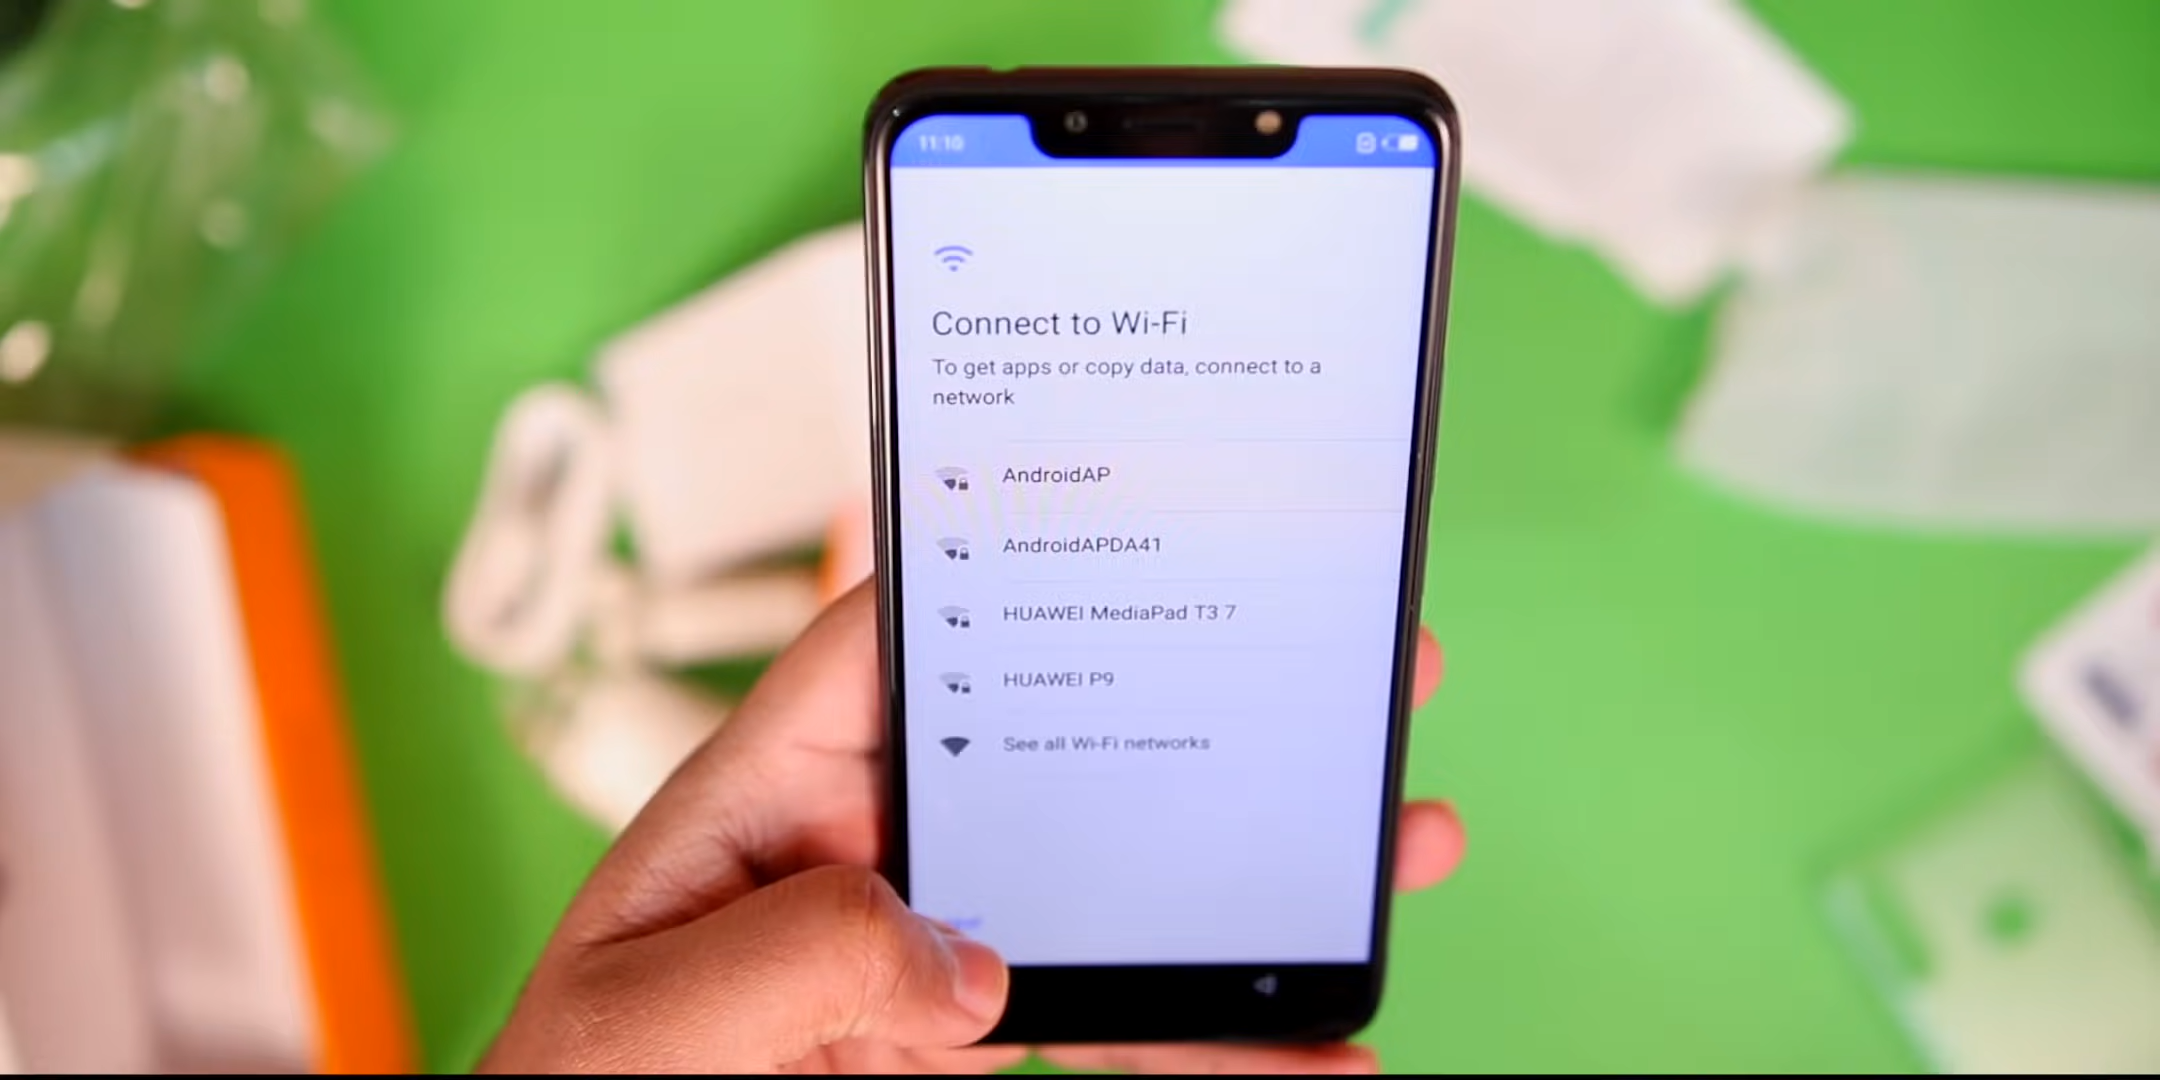 11:10
Connect to Wi-Fi
To get apps or copy data, connect to a
network
AndroidAP
AndroidAPDA41
HUAWEI MediaPad T3 7
HUAWEI P9
See all Wi-Fi networks